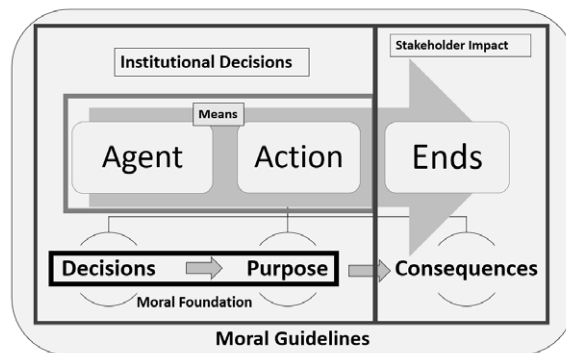 Stakeholder Impact
Institutional Decisions
Means
Agent
Action
Ends
Decisions
Purpose
Consequences
Moral Foundation
Moral Guidelines